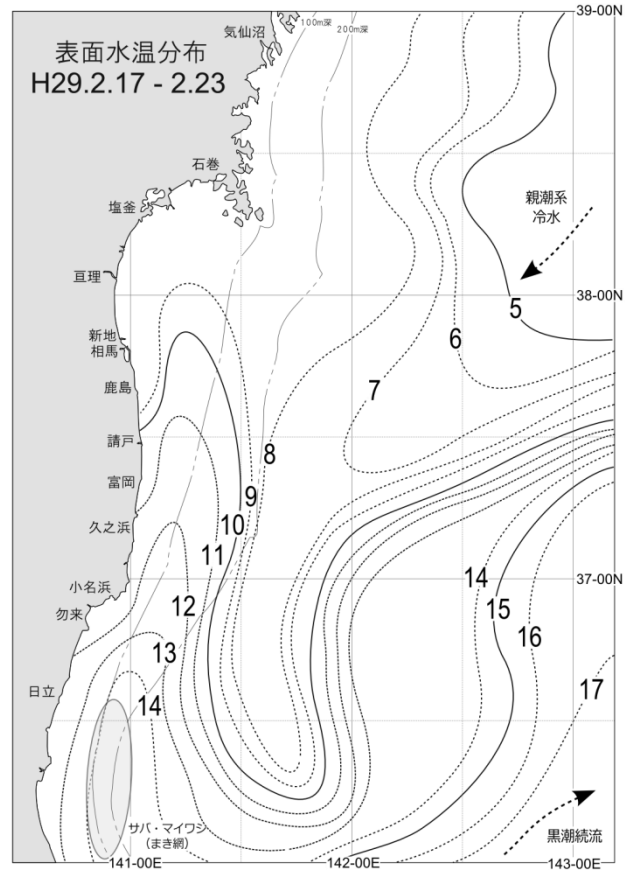 表面水温分布
H29.2.17 - 2.23
気仙沼
100m深
200m深
39-00N
石巻
塩釜
親潮系
冷水
亘理
38-00N
5
新地
相馬
6
鹿島
7
請戸
8
富岡
9
久之浜
10
11
小名浜
37-00N
14
勿来
12
15
16
13
日立
14
17
サバ・マイワシ
(まき網)
黒潮続流
141-00E
142-00E
143-00E